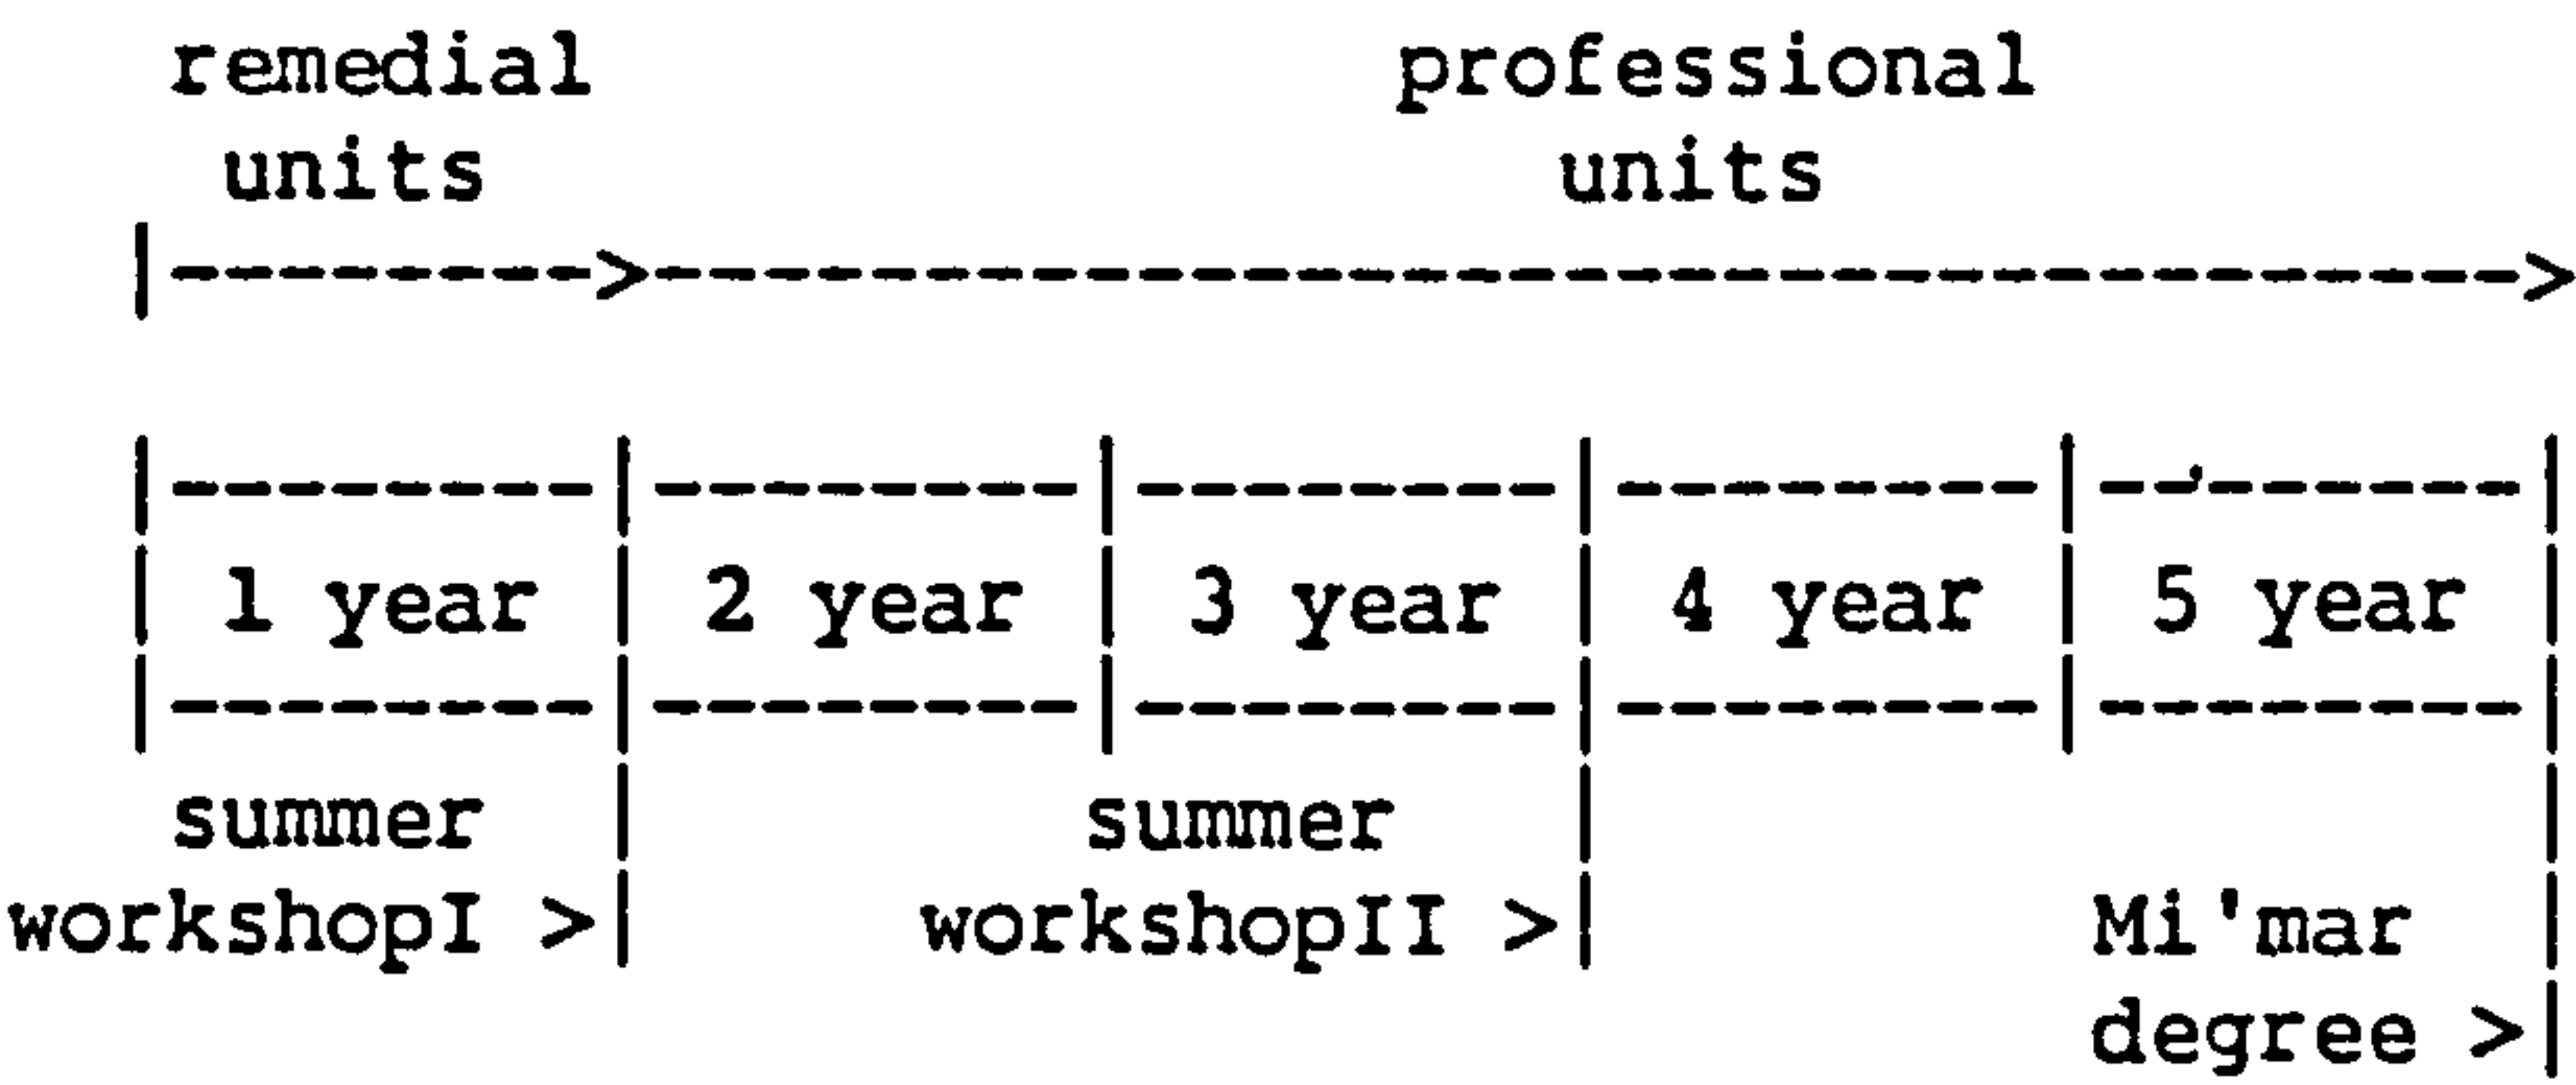 remedial professional
units units
|-------->----------------------------------->
|--------|--------|--------|--------|--------|
| 1 year | 2 year | 3 year | 4 year | 5 year |
|--------|--------|--------|--------|--------|
summer summer
workshopI >| workshopII >| Mi'mar
degree >|